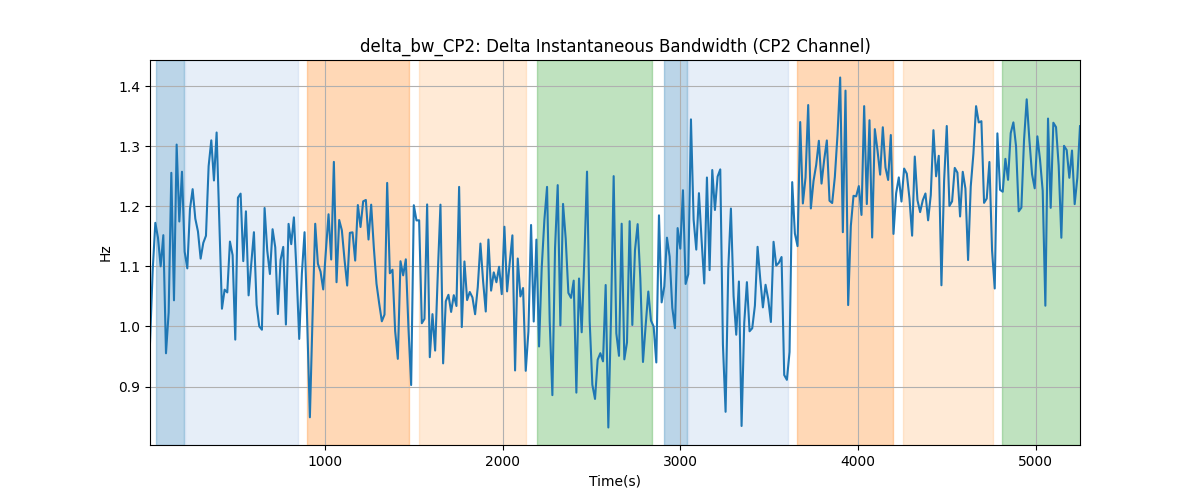 delta_bw_CP2: Delta Instantaneous Bandwidth (CP2 Channel)
1.4
1.3
1.2
1.1
1.0
0.9
Hz
1000 2000 3000 4000 5000
Time(s)